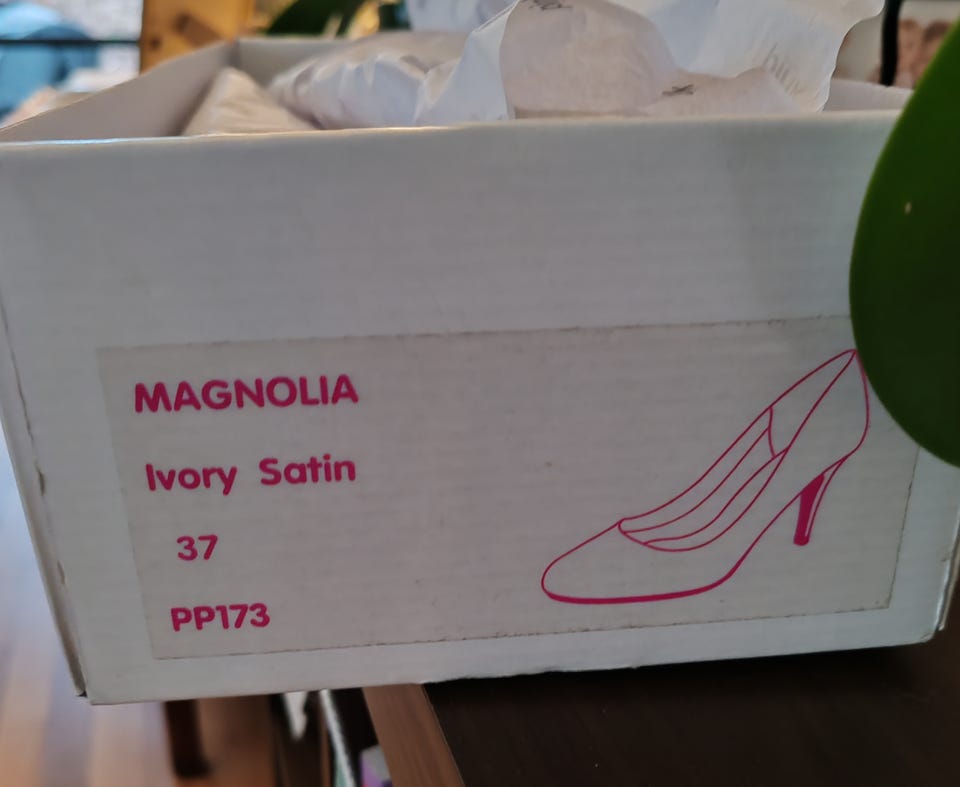 MAGNOLIA
Ivory Satin
37
PP173